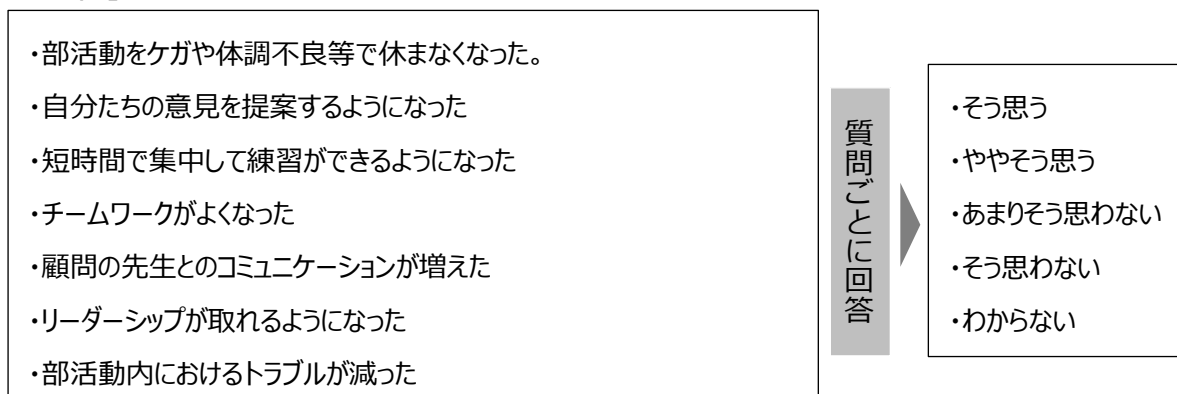 ・部活動をケガや体調不良等で休まなくなった。
・自分たちの意見を提案するようになった
・短時間で集中して練習ができるようになった
・チームワークがよくなった
・顧問の先生とのコミュニケーションが増えた
・リーダーシップが取れるようになった
・部活動内におけるトラブルが減った
質問ごとに回答
・そう思う
・ややそう思う
・あまりそう思わない
・そう思わない
・わからない